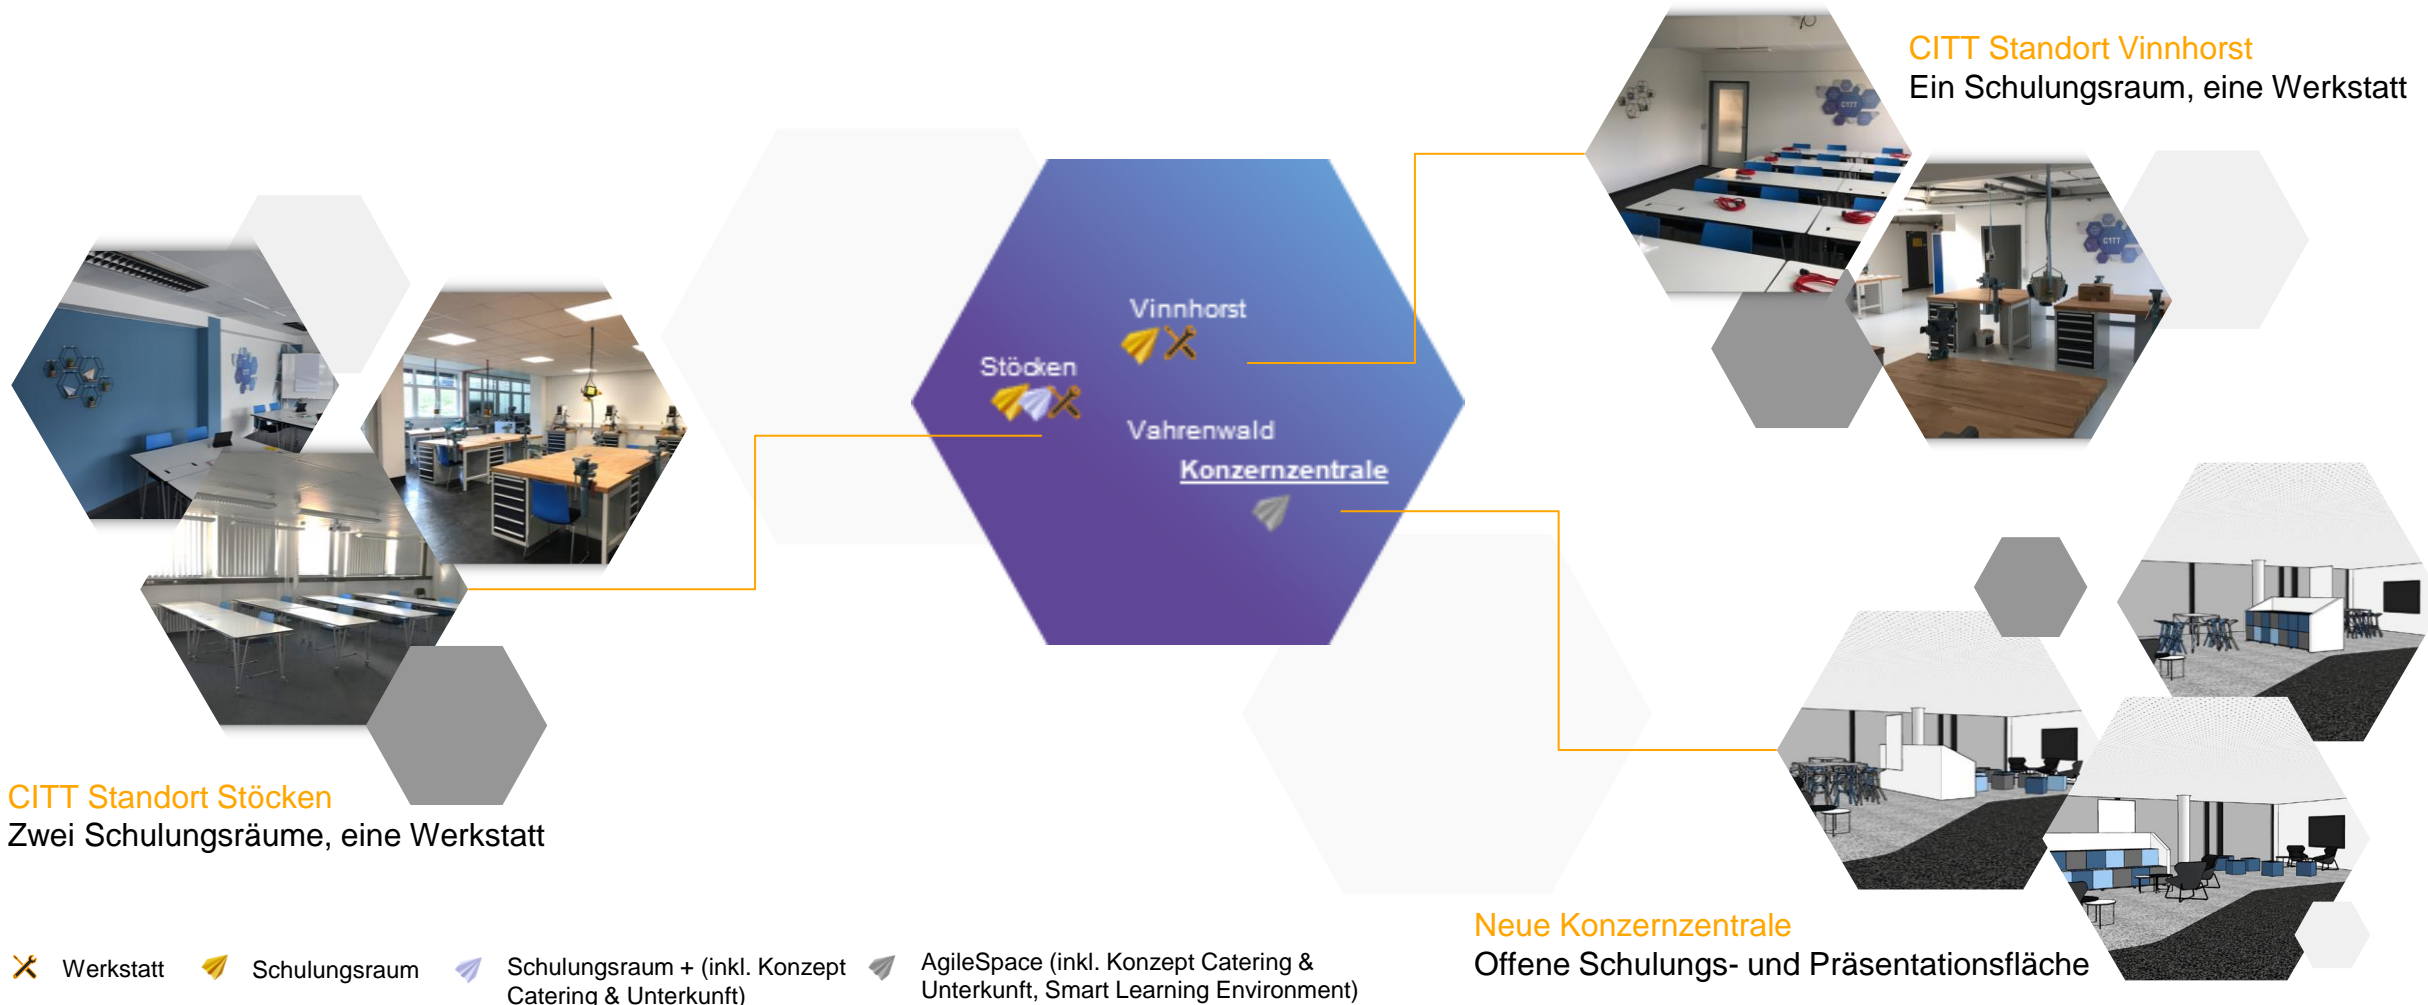 CITT Standort Vinnhorst
Ein Schulungsraum, eine Werkstatt
CITT
CITT
Vinnhorst
Stöcken
Vahrenwald
Konzernzentrale
CITT Standort Stöcken
Zwei Schulungsräume, eine Werkstatt
Neue Konzernzentrale
Offene Schulungs- und Präsentationsfläche
Werkstatt
Schulungsraum
Schulungsraum + (inkl. Konzept
Catering & Unterkunft)
AgileSpace (inkl. Konzept Catering &
Unterkunft, Smart Learning Environment)